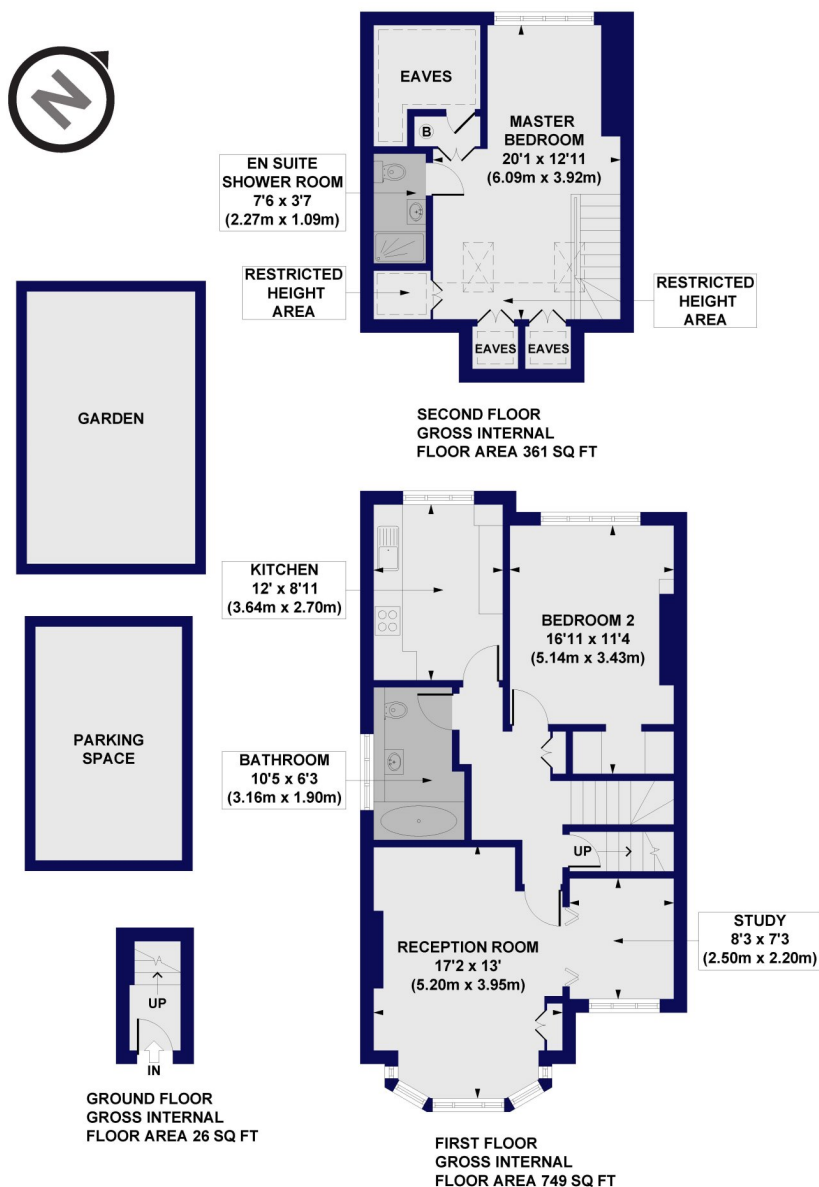 N
EAVES
B
MASTER
BEDROOM
20'1 x 12'11
(6.09m x 3.92m)
EN SUITE
SHOWER ROOM
7'6 x 3'7
(2.27m x 1.09m)
RESTRICTED
HEIGHT
AREA
RESTRICTED
HEIGHT
AREA
EAVES
EAVES
SECOND FLOOR
GROSS INTERNAL
FLOOR AREA 361 SQ FT
GARDEN
PARKING
SPACE
KITCHEN
12' x 8'11
(3.64m x 2.70m)
BEDROOM 2
16'11 x 11'4
(5.14m x 3.43m)
BATHROOM
10'5 x 6'3
(3.16m x 1.90m)
UP
RECEPTION ROOM
17'2 x 13'
(5.20m x 3.95m)
STUDY
8'3 x 7'3
(2.50m x 2.20m)
UP
IN
GROUND FLOOR
GROSS INTERNAL
FLOOR AREA 26 SQ FT
FIRST FLOOR
GROSS INTERNAL
FLOOR AREA 749 SQ FT